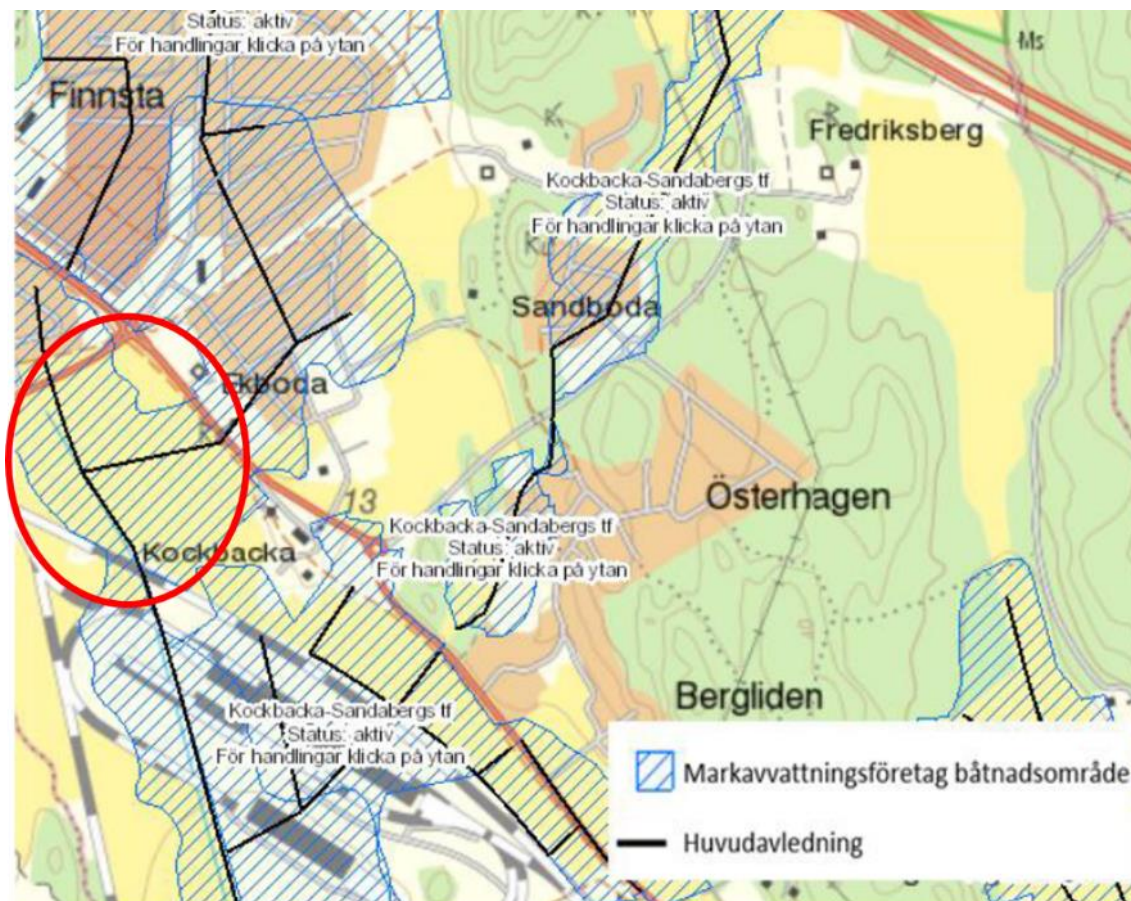 Status: aktiv
För handlingar klicka på ytan
Finnsta
Ms
Fredriksberg
Kockbacka-Sandabergs tf
Status: aktiv
För handlingar klicka på ytan
Sandboda
Ekboda
Österhagen
13
Kockbacka-Sandabergs tf
Status: aktiv
För handlingar klicka på ytan
Kockbacka
Bergliden
Kockbacka-Sandabergs tf
Status: aktiv
För handlingar klicka på ytan
Markavvattningsföretag båtnadsområde
Huvudavledning